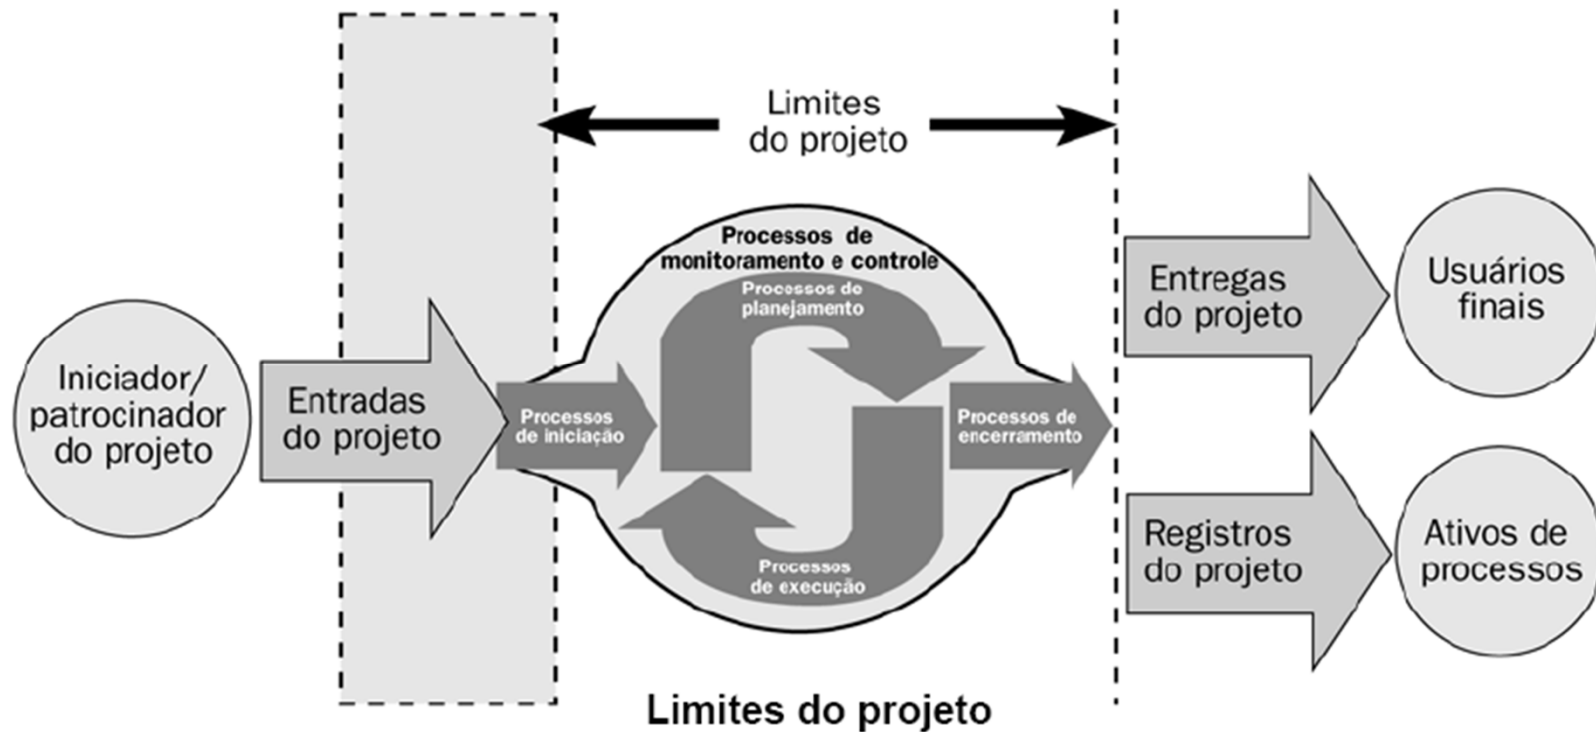 Limites
do projeto
Processos de
monitoramento e controle
Processos de
planejamento
Iniciador/
patrocinador
do projeto
Entradas
do projeto
Processos
de iniciação
Processos de
encerramento
Processos
de execução
Entregas
do projeto
Usuários
finais
Registros
do projeto
Ativos de
processos
Limites do projeto